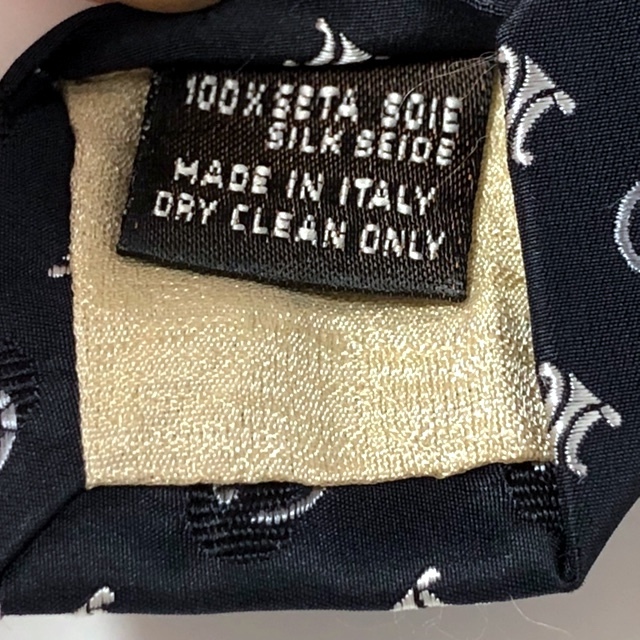 100% SETA SOIE
SILK SEIDE
MADE IN ITALY
DRY CLEAN ONLY